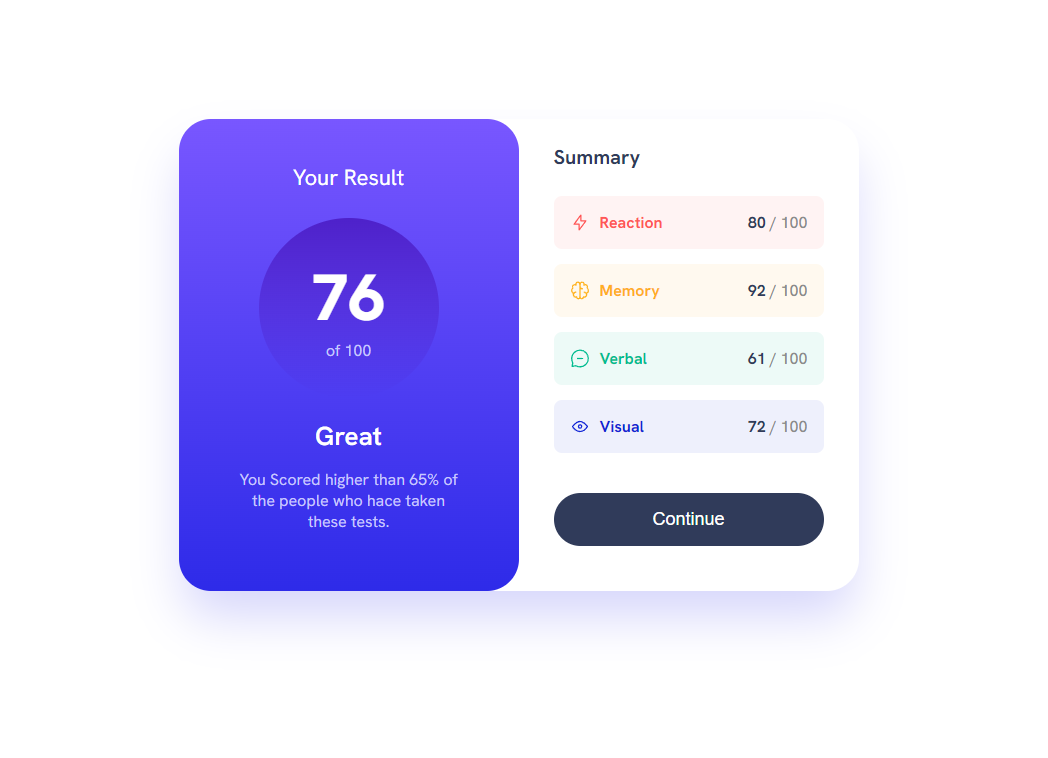 Your Result
76
of 100
Great
You Scored higher than 65% of
the people who hace taken
these tests.
Summary
Reaction 80 / 100
Memory 92 / 100
Verbal 61 / 100
Visual 72 / 100
Continue